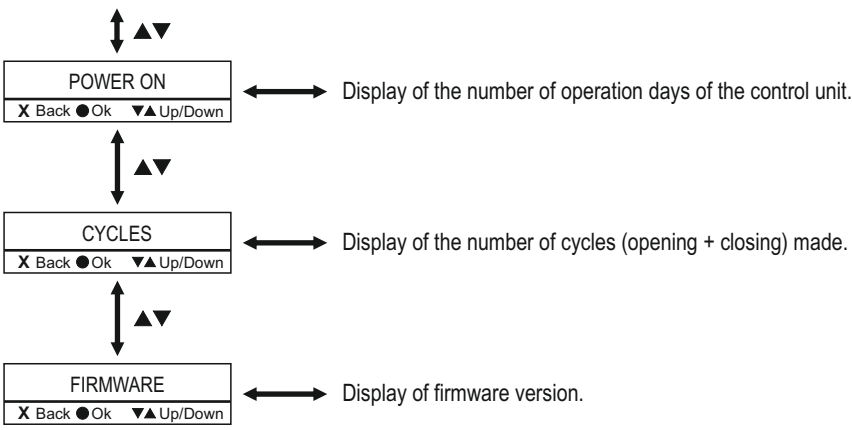 ▲▼
POWER ON
X Back ●Ok ▼▲Up/Down
Display of the number of operation days of the control unit.
▲▼
CYCLES
X Back ●Ok ▼▲Up/Down
Display of the number of cycles (opening + closing) made.
▲▼
FIRMWARE
X Back ●Ok ▼▲Up/Down
Display of firmware version.